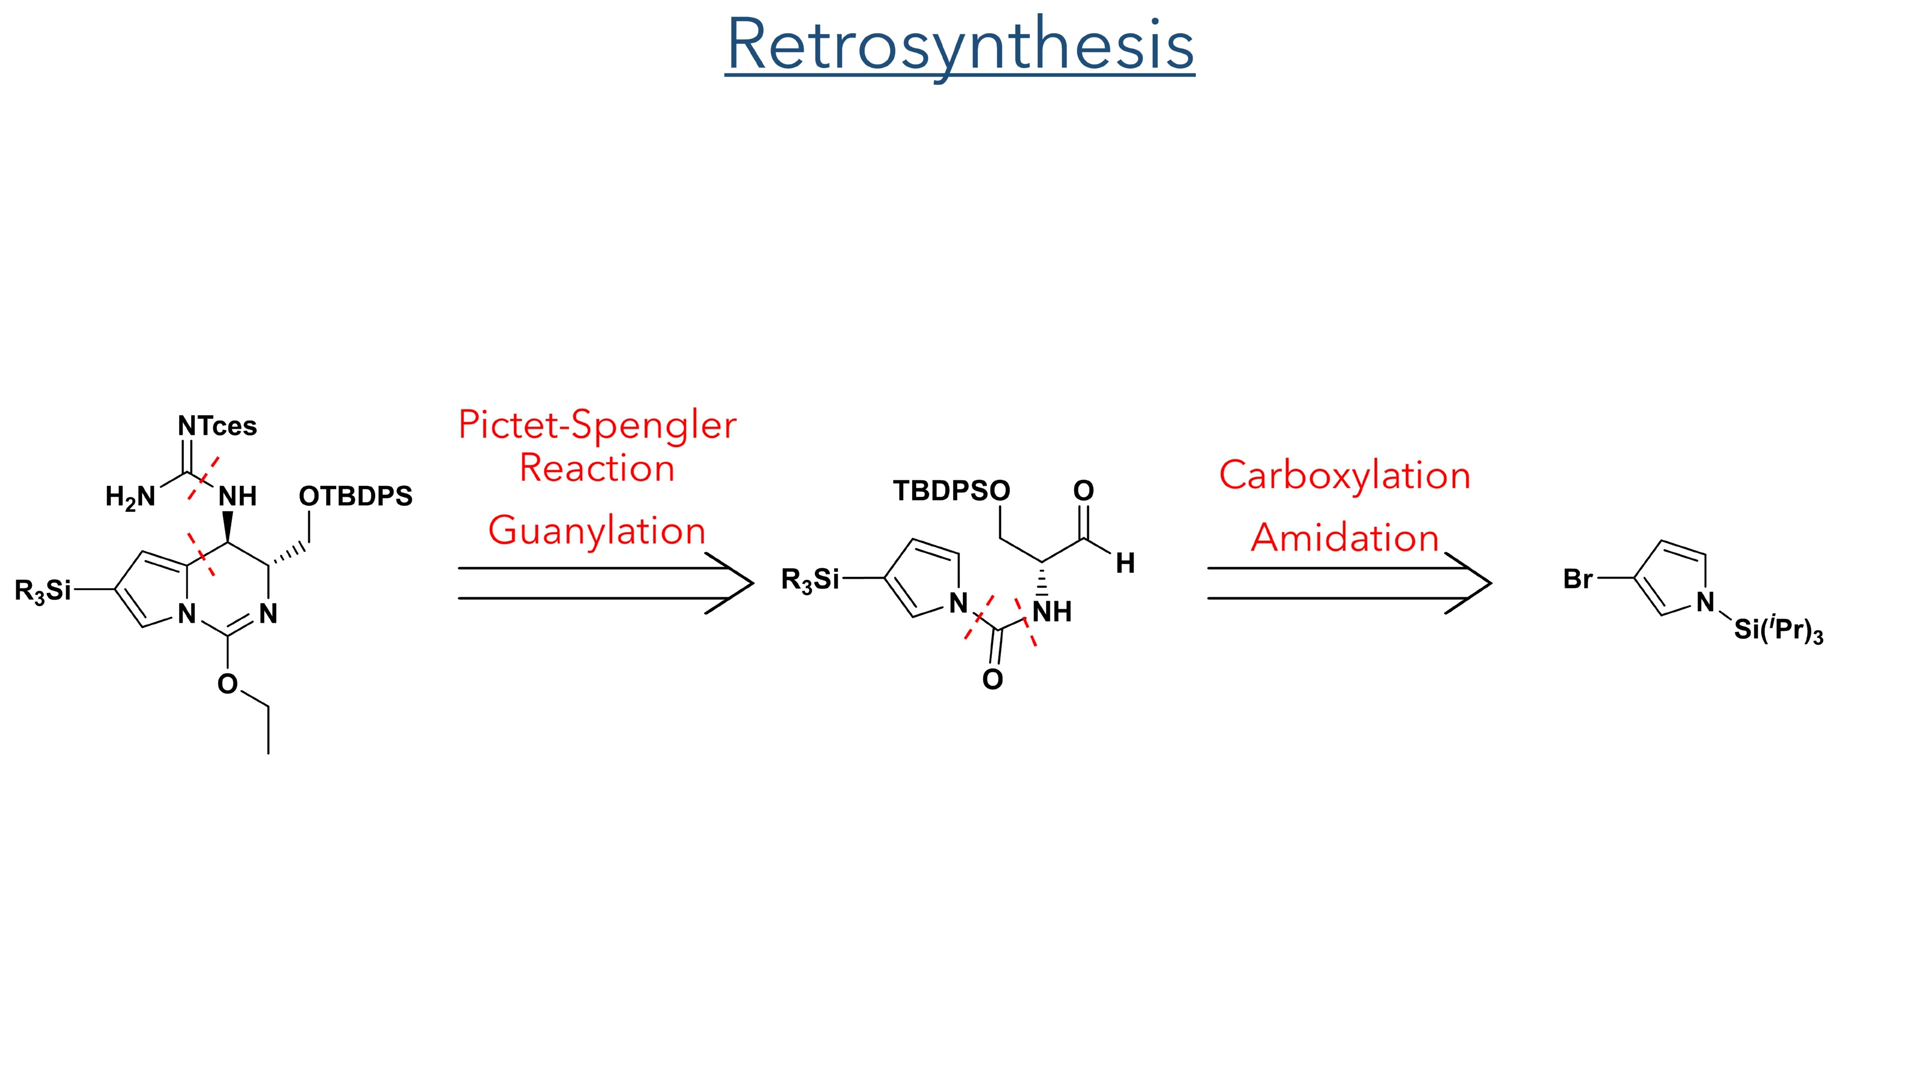 Retrosynthesis
NTces
H₂N
NH
OTBDPS
R₃Si
N
N
O
Pictet-Spengler
Reaction
Guanylation
TBDPSO
O
H
R₃Si
N
NH
O
Carboxylation
Amidation
Br
N
Si(ⁱPr)₃